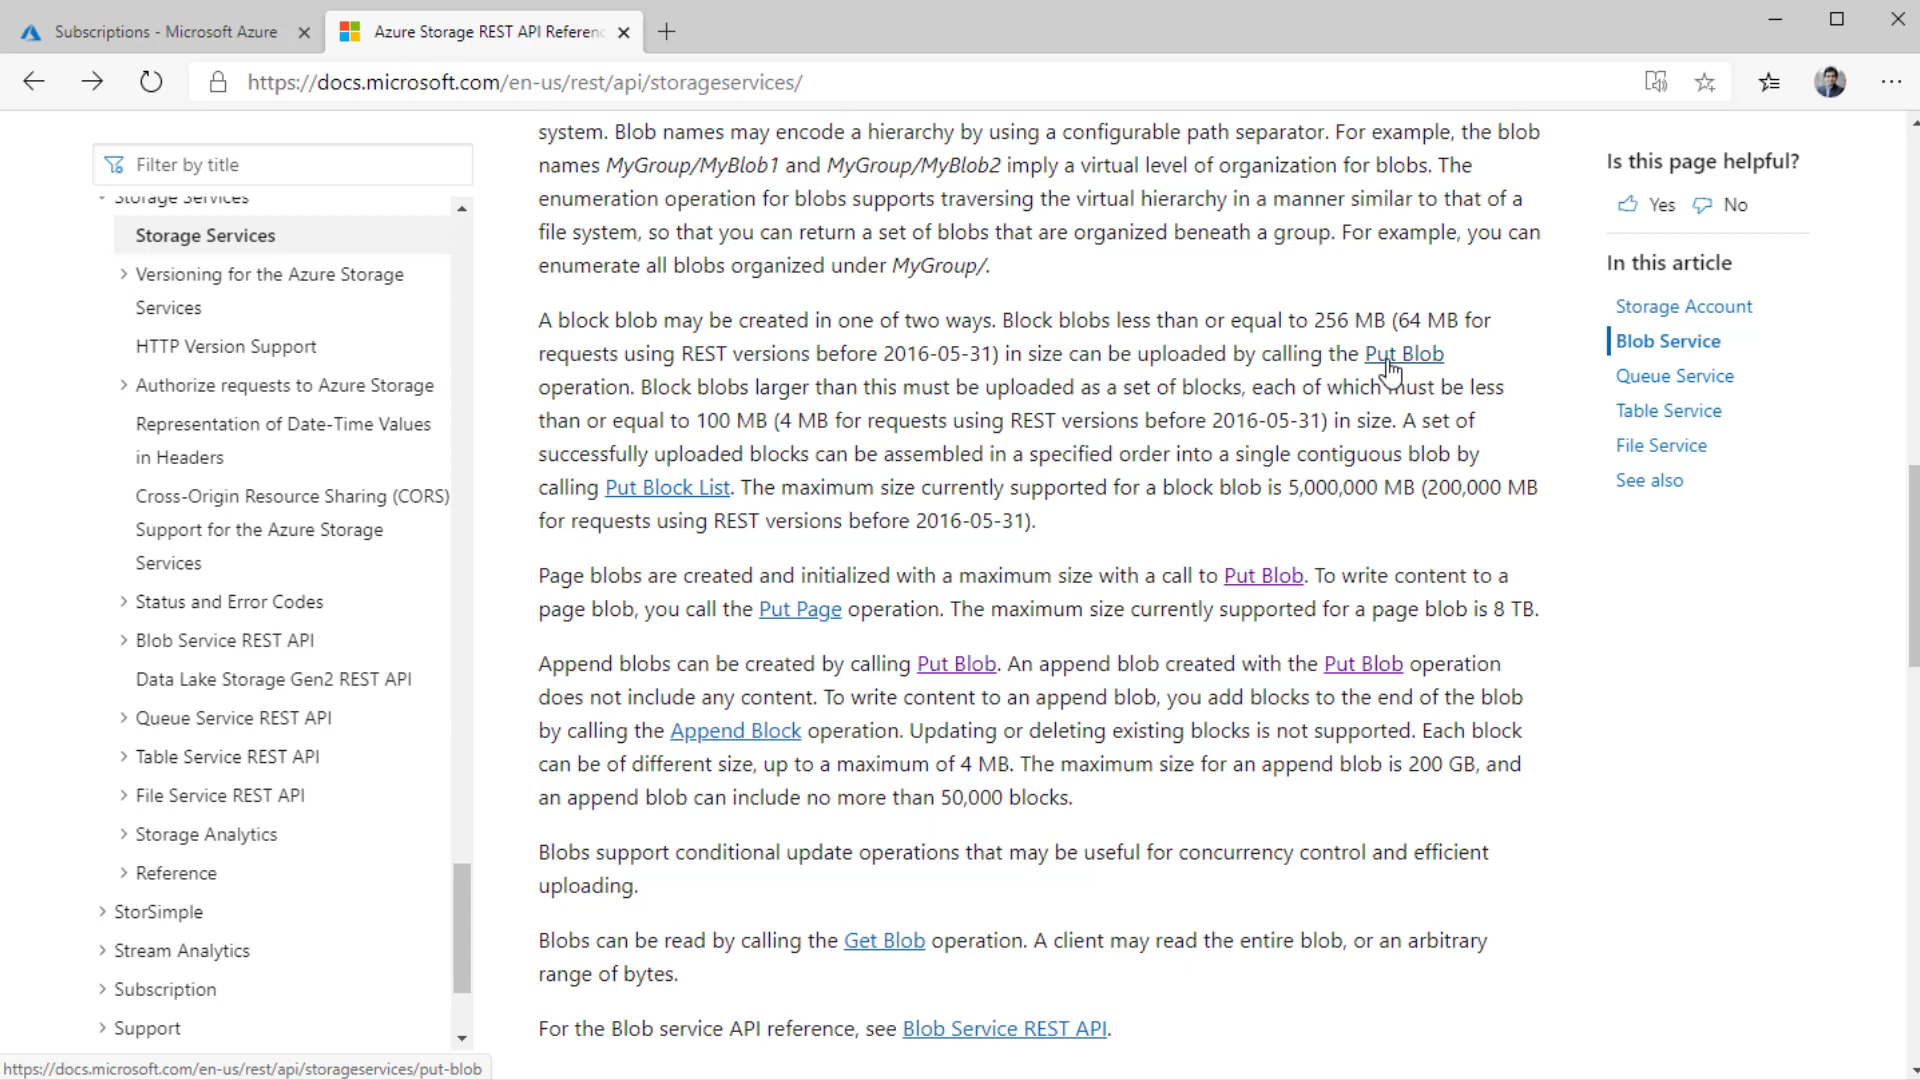 Subscriptions - Microsoft Azure
Azure Storage REST API Referenc
https://docs.microsoft.com/en-us/rest/api/storageservices/
Filter by title
Storage Services
Storage Services
Versioning for the Azure Storage
Services
HTTP Version Support
Authorize requests to Azure Storage
Representation of Date-Time Values
in Headers
Cross-Origin Resource Sharing (CORS)
Support for the Azure Storage
Services
Status and Error Codes
Blob Service REST API
Data Lake Storage Gen2 REST API
Queue Service REST API
Table Service REST API
File Service REST API
Storage Analytics
Reference
StorSimple
Stream Analytics
Subscription
Support
system. Blob names may encode a hierarchy by using a configurable path separator. For example, the blob
names MyGroup/MyBlob1 and MyGroup/MyBlob2 imply a virtual level of organization for blobs. The
enumeration operation for blobs supports traversing the virtual hierarchy in a manner similar to that of a
file system, so that you can return a set of blobs that are organized beneath a group. For example, you can
enumerate all blobs organized under MyGroup/.
A block blob may be created in one of two ways. Block blobs less than or equal to 256 MB (64 MB for
requests using REST versions before 2016-05-31) in size can be uploaded by calling the Put Blob
operation. Block blobs larger than this must be uploaded as a set of blocks, each of which must be less
than or equal to 100 MB (4 MB for requests using REST versions before 2016-05-31) in size. A set of
successfully uploaded blocks can be assembled in a specified order into a single contiguous blob by
calling Put Block List. The maximum size currently supported for a block blob is 5,000,000 MB (200,000 MB
for requests using REST versions before 2016-05-31).
Page blobs are created and initialized with a maximum size with a call to Put Blob. To write content to a
page blob, you call the Put Page operation. The maximum size currently supported for a page blob is 8 TB.
Append blobs can be created by calling Put Blob. An append blob created with the Put Blob operation
does not include any content. To write content to an append blob, you add blocks to the end of the blob
by calling the Append Block operation. Updating or deleting existing blocks is not supported. Each block
can be of different size, up to a maximum of 4 MB. The maximum size for an append blob is 200 GB, and
an append blob can include no more than 50,000 blocks.
Blobs support conditional update operations that may be useful for concurrency control and efficient
uploading.
Blobs can be read by calling the Get Blob operation. A client may read the entire blob, or an arbitrary
range of bytes.
For the Blob service API reference, see Blob Service REST API.
Is this page helpful?
Yes No
In this article
Storage Account
Blob Service
Queue Service
Table Service
File Service
See also
https://docs.microsoft.com/en-us/rest/api/storageservices/put-blob